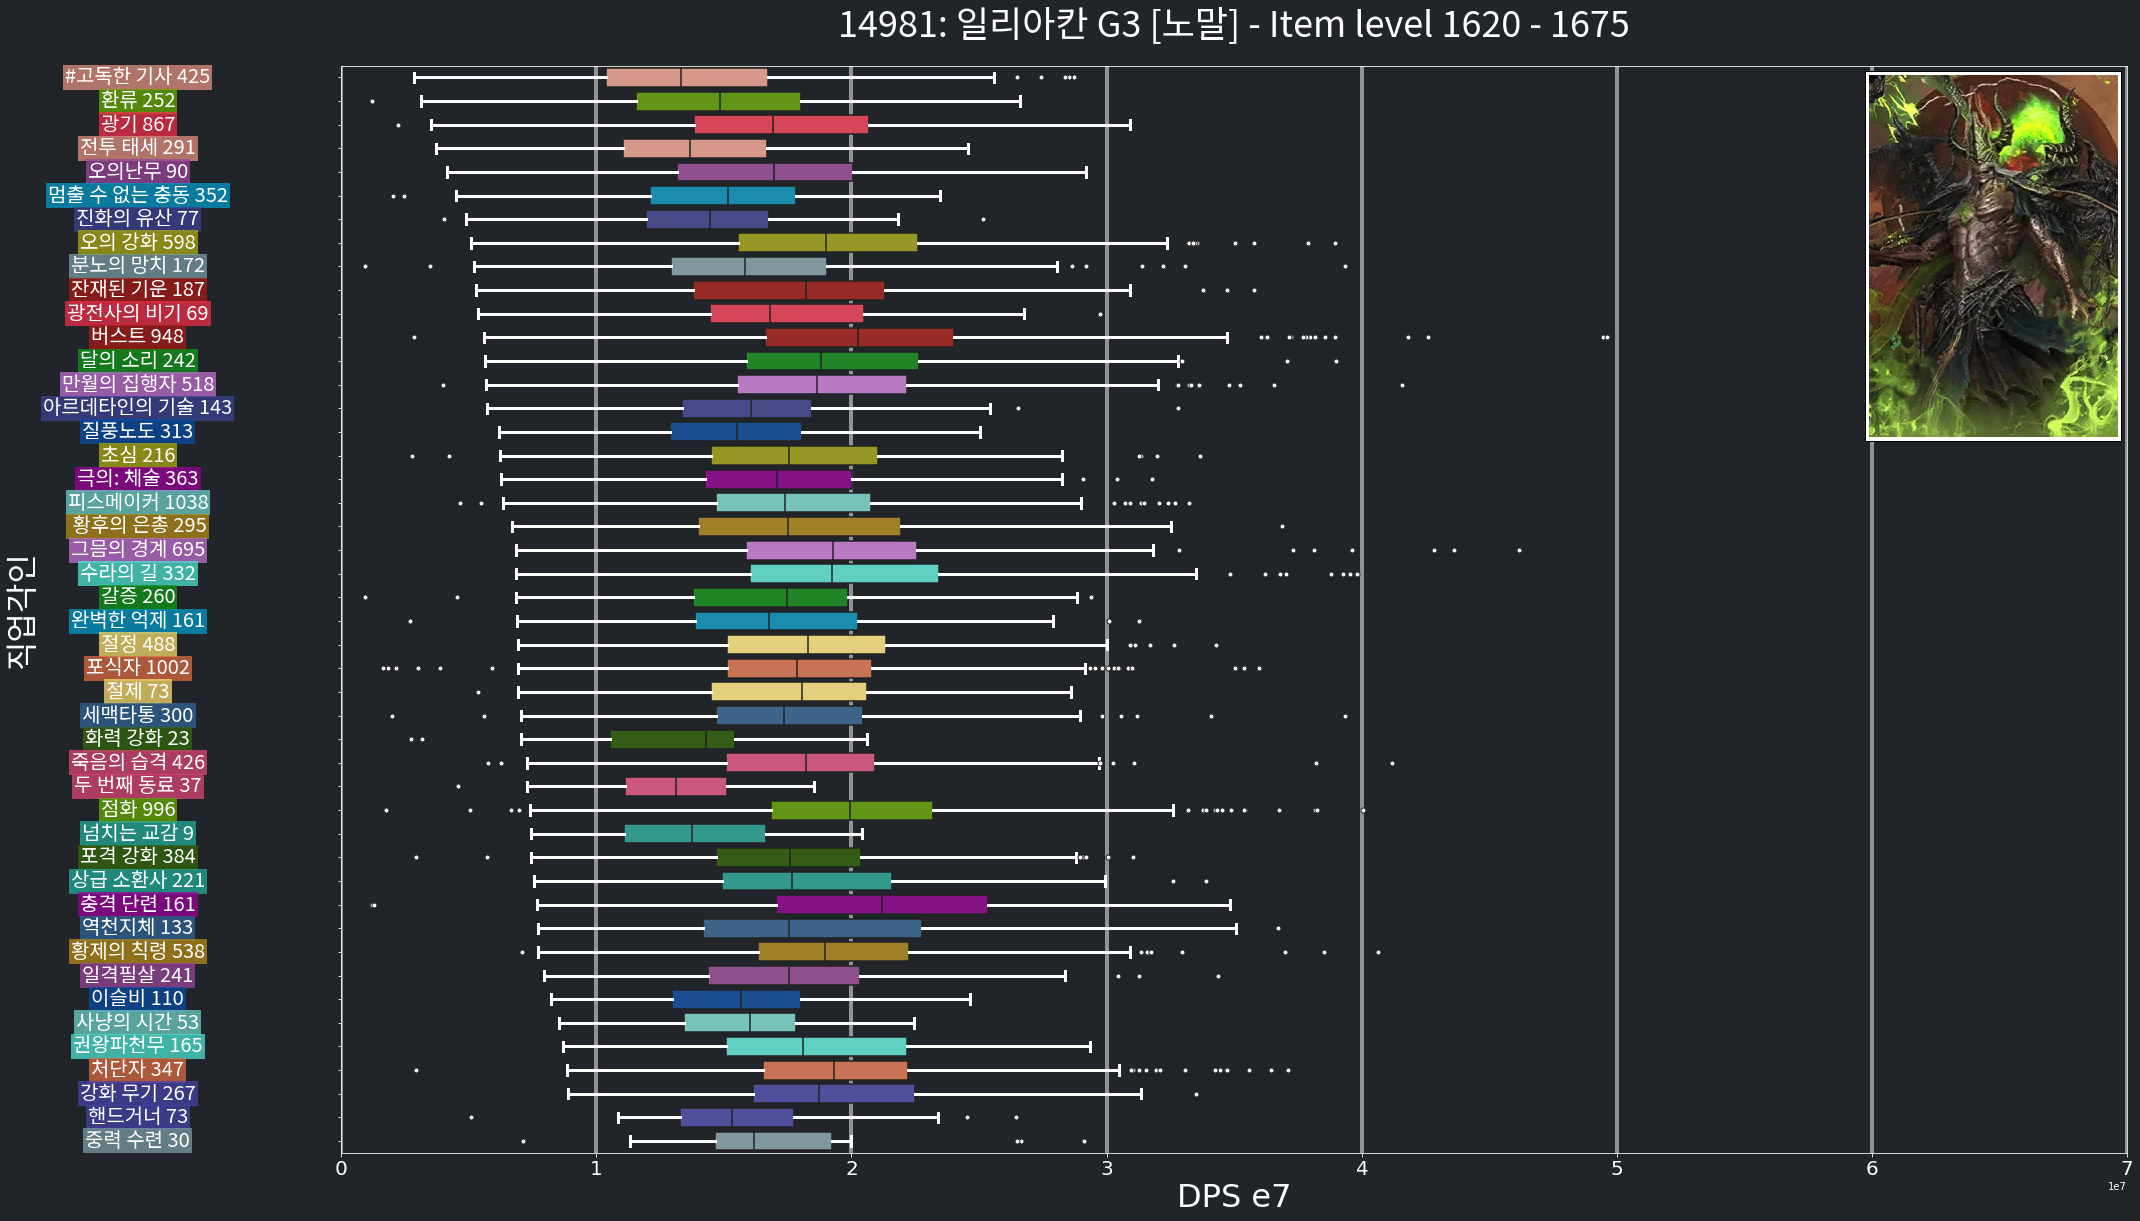 14981: 일리아칸 G3 [노말] - Item level 1620 - 1675
#고독한 기사 425
환류 252
광기 867
전투 태세 291
오의난무 90
멈출 수 없는 충동 352
진화의 유산 77
오의 강화 598
분노의 망치 172
잔재된 기운 187
광전사의 비기 69
버스트 948
달의 소리 242
만월의 집행자 518
아르데타인의 기술 143
질풍노도 313
초심 216
극의: 체술 363
피스메이커 1038
황후의 은총 295
그믐의 경계 695
수라의 길 332
갈증 260
완벽한 억제 161
절정 488
포식자 1002
절제 73
세맥타통 300
화력 강화 23
죽음의 습격 426
두 번째 동료 37
점화 996
넘치는 교감 9
포격 강화 384
상급 소환사 221
충격 단련 161
역천지체 133
황제의 칙령 538
일격필살 241
이슬비 110
사냥의 시간 53
권왕파천무 165
처단자 347
강화 무기 267
핸드거너 73
중력 수련 30
직업각인
0 1 2 3 4 5 6 7
1e7
DPS e7